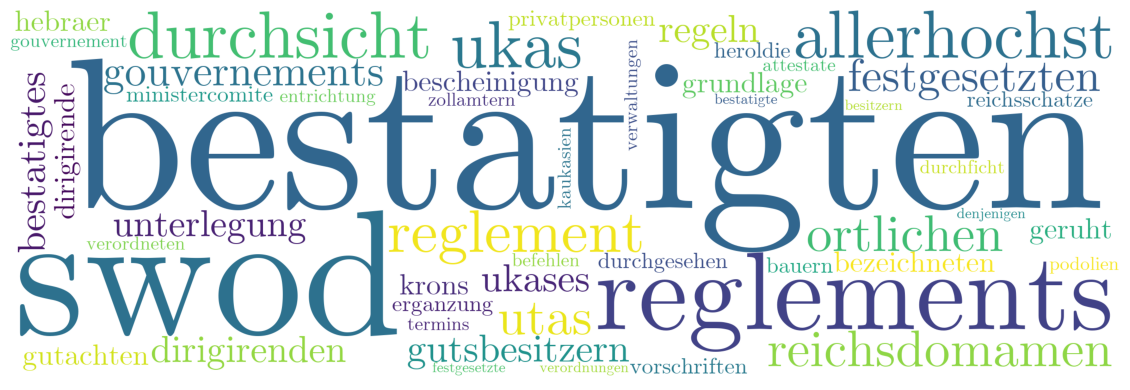 hebraer
gouvernement
durchsicht
ukas
privatpersonen
regeln
heroldie
attestate
allerhochst
gouvernements
ministercomite
entrichtung
bescheinigung
zollamtern
verwaltungen
grundlage
bestatigte
festgesetzten
besitzern
reichsschatze
bestatigtes
dirigirende
bestatigten
kaukasien
durchficht
unterlegung
verordneten
reglement
befehlen
durchgesehen
ortlichen
denjenigen
geruht
swod
krons
ukases
erganzung
termins
utas
reglements
bauern
bezeichneten
podolien
gutachten
dirigirenden
gutsbesitzern
festgesetzte
verordnungen
vorschriften
reichsdomamen